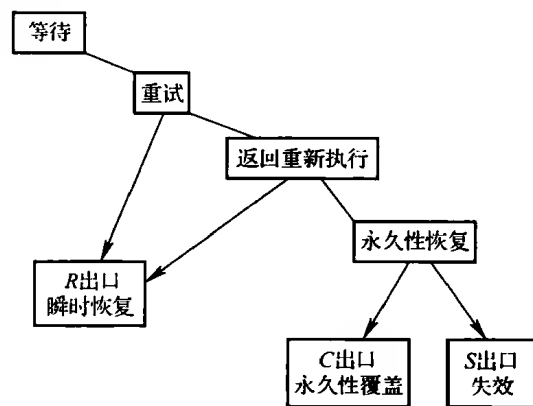 等待
重试
返回重新执行
永久性恢复
R出口
瞬时恢复
C出口
永久性覆盖
S出口
失效